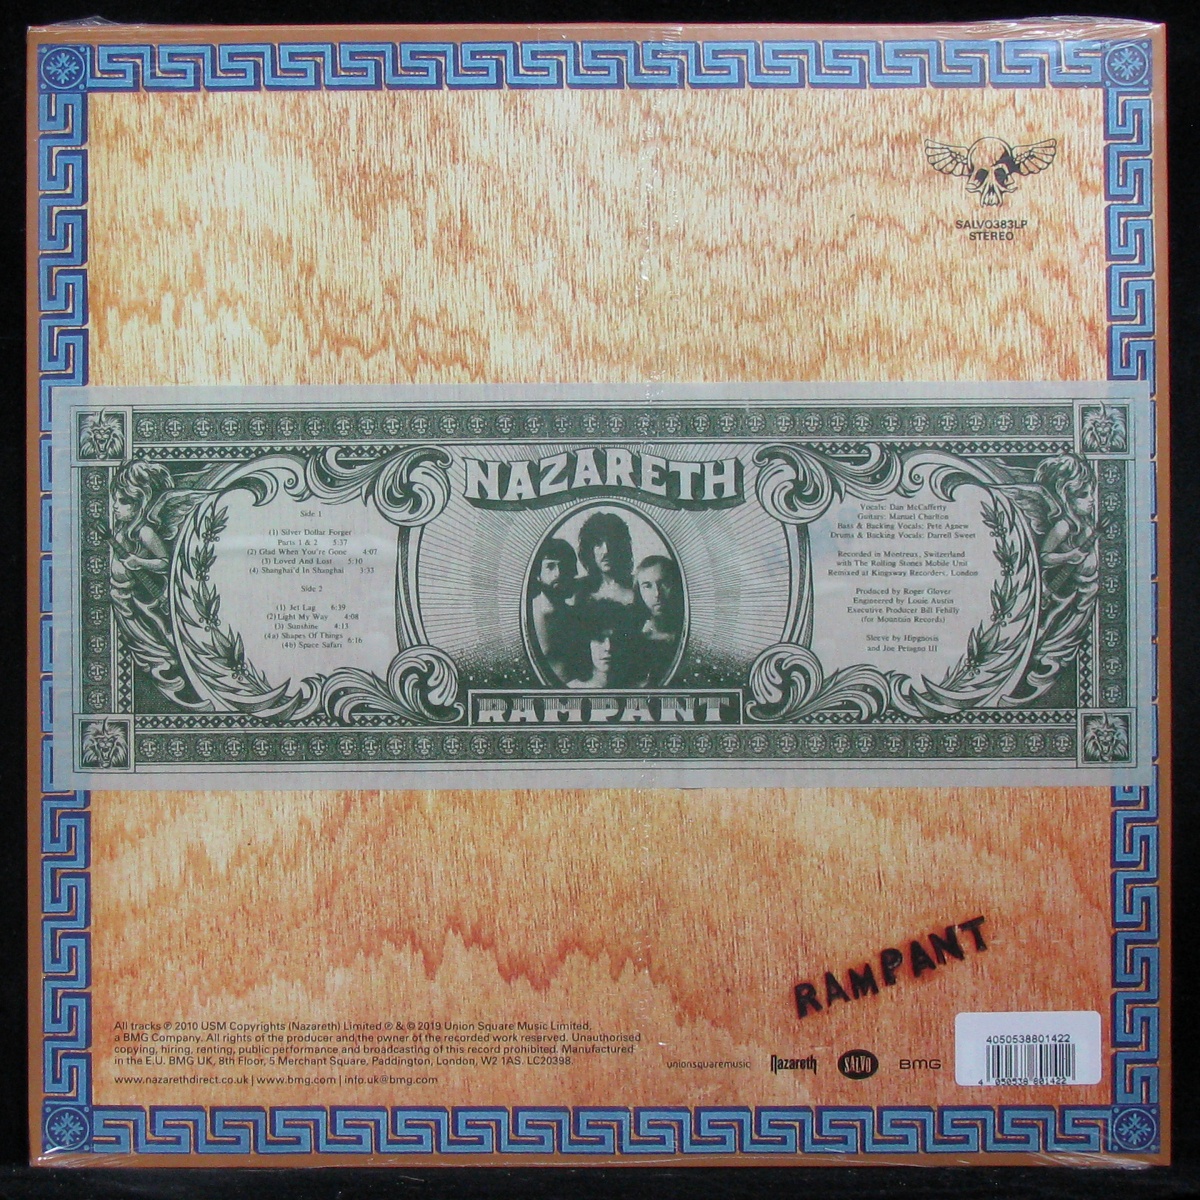 SALVO383LP
STEREO
NAZARETH
Side 1
(1) Silver Dollar Forger
Parts 1 & 2 5:37
(2) Glad When You're Gone 4:07
(3) Loved And Lost 5:10
(4) Shanghai'd In Shanghai 3:33
Side 2
(1) Jet Lag 6:39
(2) Light My Way 4:08
(3) Sunshine 4:13
(4a) Shapes Of Things
(4b) Space Safari 6:16
Vocals: Dan McCafferty
Guitars: Manuel Charlton
Bass & Backing Vocals: Pete Agnew
Drums & Backing Vocals: Darrell Sweet
Recorded in Montreux, Switzerland
with The Rolling Stones Mobile Unit
Remixed at Kingsway Recorders, London
Produced by Roger Glover
Engineered by Louie Austin
Executive Producer Bill Fehilly
(for Mountain Records)
Sleeve by Hipgnosis
and Joe Petagno III
RAMPANT
RAMPANT
All tracks ℗ 2010 USM Copyrights (Nazareth) Limited ℗ & © 2019 Union Square Music Limited,
a BMG Company. All rights of the producer and the owner of the recorded work reserved. Unauthorised
copying, hiring, renting, public performance and broadcasting of this record prohibited. Manufactured
in the E.U. BMG UK, 8th Floor, 5 Merchant Square, Paddington, London, W2 1AS. LC20398.
www.nazarethdirect.co.uk | www.bmg.com | info.uk@bmg.com
unionsquaremusic
Nazareth
SALVO
BMG
4050538801422
4 050538 801422